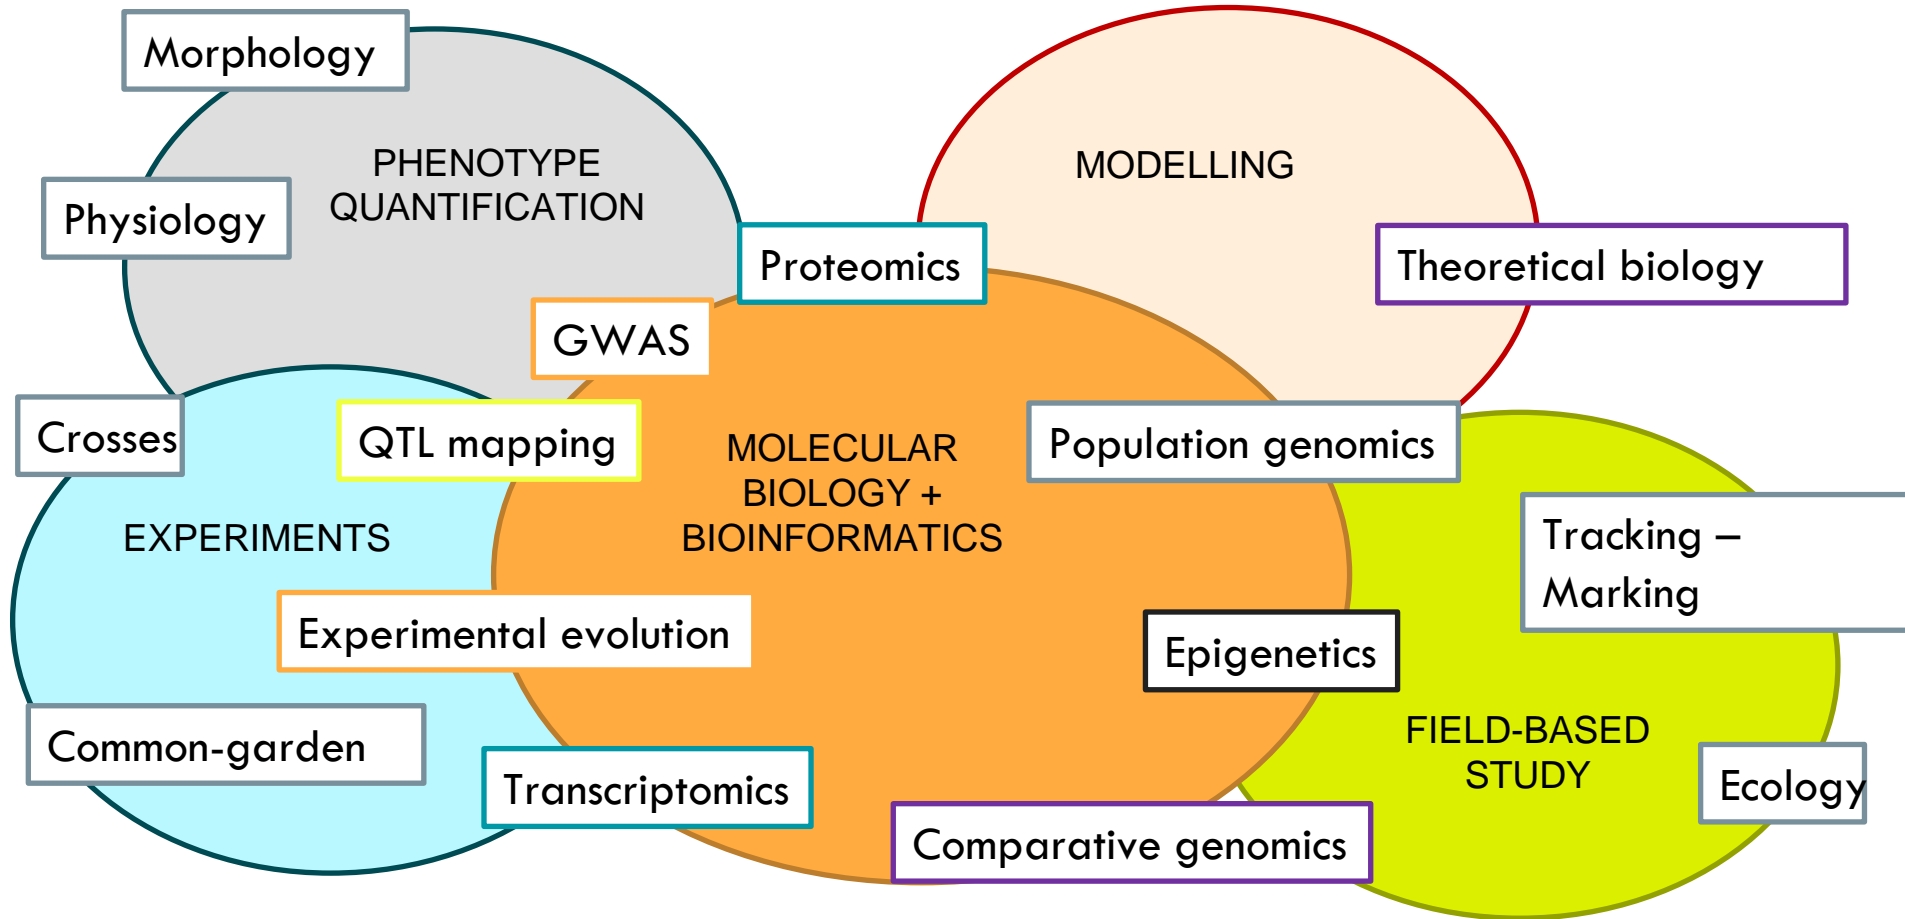 Morphology
PHENOTYPE
QUANTIFICATION
MODELLING
Physiology
Proteomics
Theoretical biology
GWAS
Crosses
QTL mapping
MOLECULAR
BIOLOGY +
BIOINFORMATICS
Population genomics
EXPERIMENTS
Tracking –
Marking
Experimental evolution
Epigenetics
Common-garden
FIELD-BASED
STUDY
Transcriptomics
Ecology
Comparative genomics